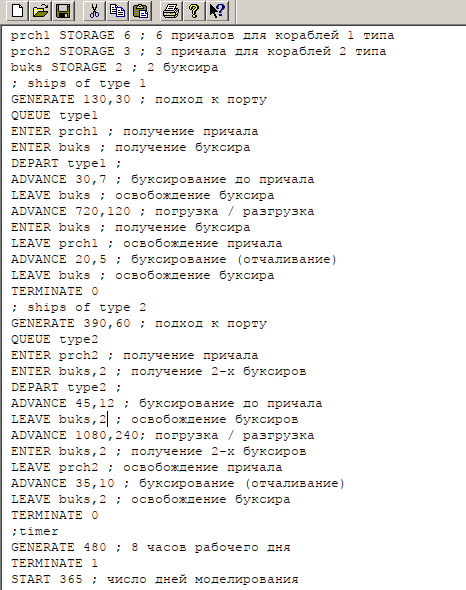 prch1 STORAGE 6 ; 6 причалов для кораблей 1 типа
prch2 STORAGE 3 ; 3 причала для кораблей 2 типа
buks STORAGE 2 ; 2 буксира
; ships of type 1
GENERATE 130,30 ; подход к порту
QUEUE type1
ENTER prch1 ; получение причала
ENTER buks ; получение буксира
DEPART type1 ;
ADVANCE 30,7 ; буксирование до причала
LEAVE buks ; освобождение буксира
ADVANCE 720,120 ; погрузка / разгрузка
ENTER buks ; получение буксира
LEAVE prch1 ; освобождение причала
ADVANCE 20,5 ; буксирование (отчаливание)
LEAVE buks ; освобождение буксира
TERMINATE 0
; ships of type 2
GENERATE 390,60 ; подход к порту
QUEUE type2
ENTER prch2 ; получение причала
ENTER buks,2 ; получение 2-х буксиров
DEPART type2 ;
ADVANCE 45,12 ; буксирование до причала
LEAVE buks,2 ; освобождение буксиров
ADVANCE 1080,240; погрузка / разгрузка
ENTER buks,2 ; получение 2-х буксиров
LEAVE prch2 ; освобождение причала
ADVANCE 35,10 ; буксирование (отчаливание)
LEAVE buks,2 ; освобождение буксира
TERMINATE 0
;timer
GENERATE 480 ; 8 часов рабочего дня
TERMINATE 1
START 365 ; число дней моделирования